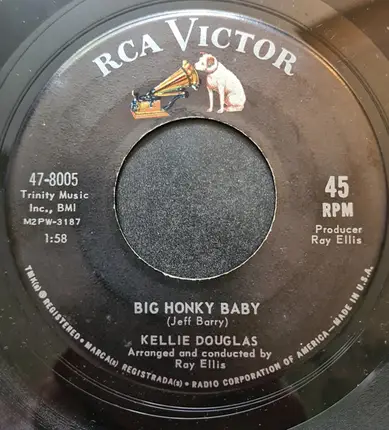 RCA VICTOR
47-8005
Trinity Music
Inc., BMI
M2PW-3187
1:58
45
RPM
Producer
Ray Ellis
BIG HONKY BABY
(Jeff Barry)
KELLIE DOUGLAS
Arranged and conducted by
Ray Ellis
TMK(s) ® REGISTERED • MARCA(s) REGISTRADA(s) • RADIO CORPORATION OF AMERICA—MADE IN U.S.A.